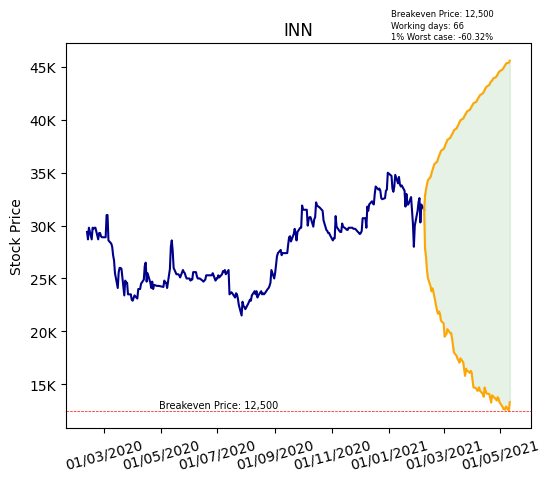 Breakeven Price: 12,500
Working days: 66
1% Worst case: -60.32%
INN
Stock Price
45K
40K
35K
30K
25K
20K
15K
Breakeven Price: 12,500
01/03/2020
01/05/2020
01/07/2020
01/09/2020
01/11/2020
01/01/2021
01/03/2021
01/05/2021